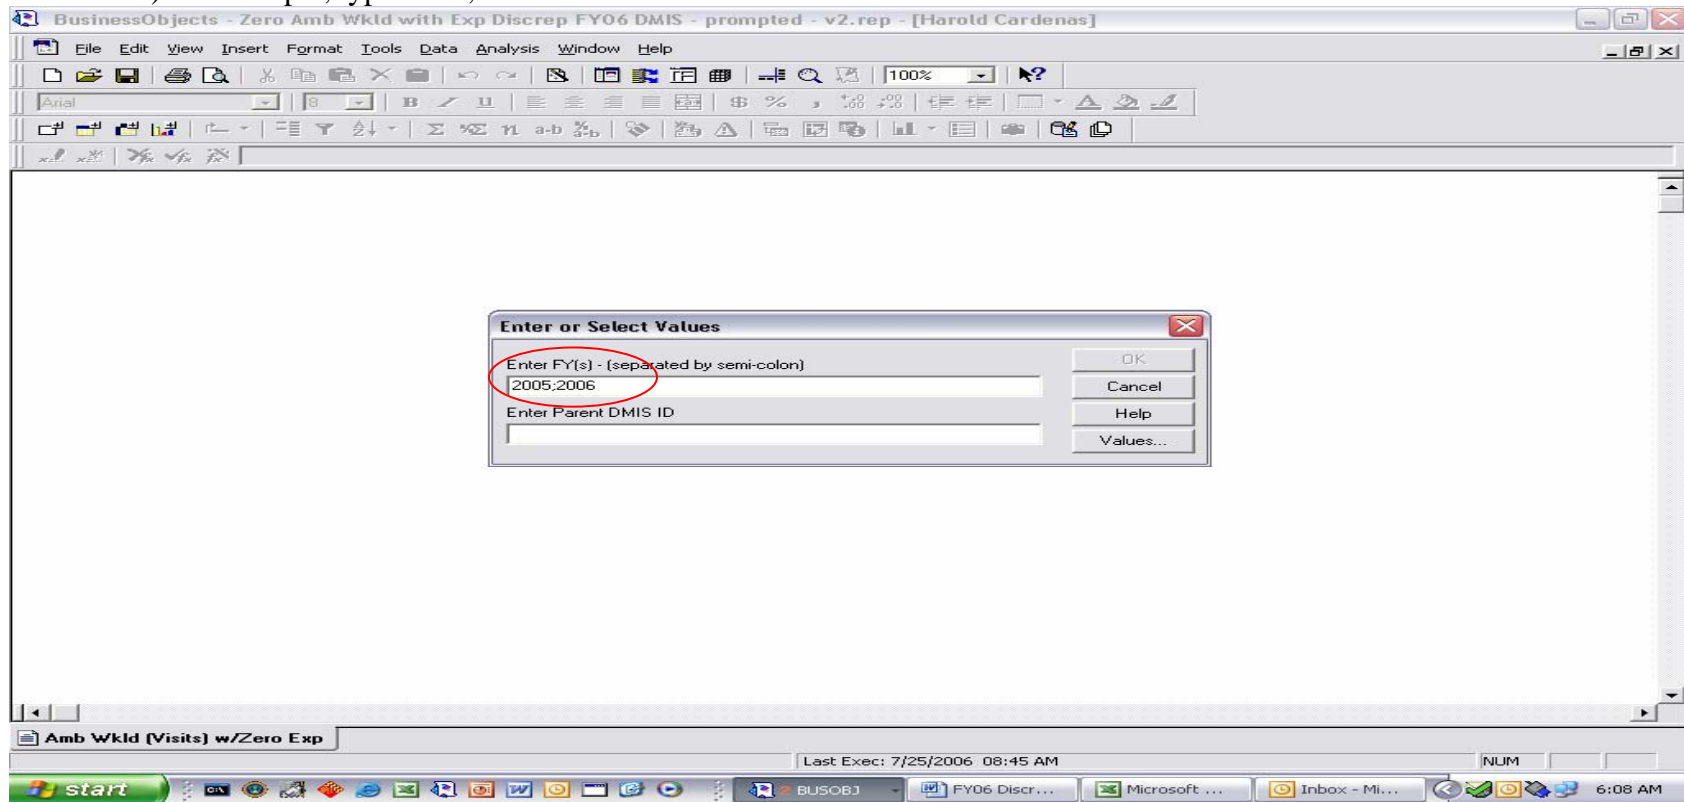 BusinessObjects - Zero Amb Wkld with Exp Discrep FY06 DMIS - prompted - v2.rep - [Harold Cardenas]
File Edit View Insert Format Tools Data Analysis Window Help
100%
Arial 8 B U $ %
Σ a-b
Enter or Select Values
Enter FY(s) - (separated by semi-colon) OK
2005;2006 Cancel
Enter Parent DMIS ID Help
Values...
Amb Wkld (Visits) w/Zero Exp
Last Exec: 7/25/2006 08:45 AM NUM
start 2 BUSOBJ FY06 Discr... Microsoft ... Inbox - Mi... 6:08 AM